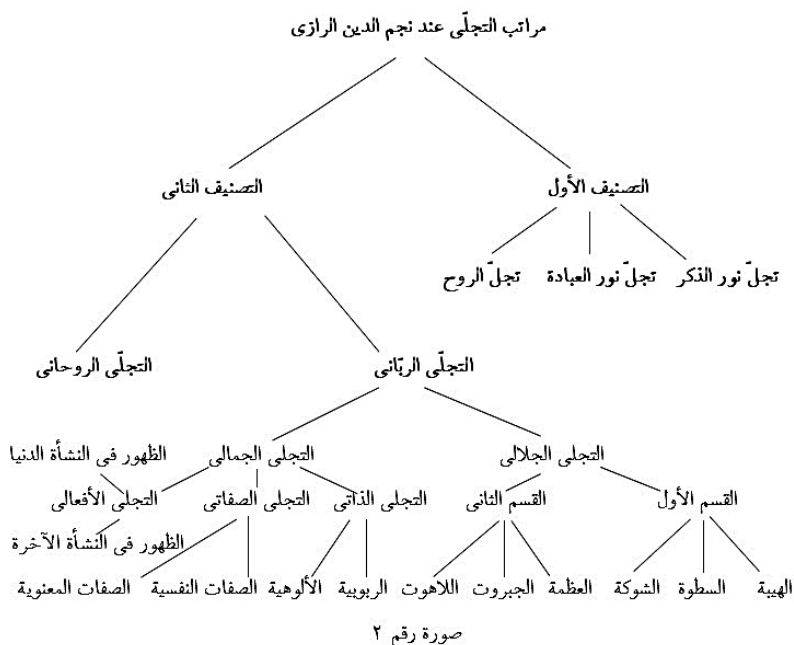 مراتب التجلّى عند نجم الدين الرازى
التصنيف الأول التصنيف الثانى
تجلّ نور الذكر تجلّ نور العبادة تجلّ الروح
التجلّى الربّانى التجلّى الروحانى
التجلى الجلالى التجلى الجمالى الظهور فى النشأة الدنيا
القسم الأول القسم الثانى التجلى الذاتى التجلى الصفاتى التجلى الأفعالى
الظهور فى النشأة الآخرة
الهيبة السطوة الشوكة العظمة الجبروت اللاهوت الربوبية الألوهية الصفات النفسية الصفات المعنوية
صورة رقم ٢